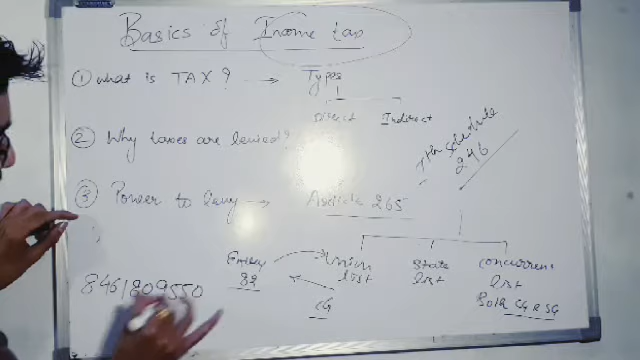 Basics of Income tax
① what is TAX? → Types
Direct Indirect
② Why taxes are levied?
7th Schedule
246
③ Power to levy → Article 265
Entry 82
Union list
CG
State list
concurrent list
Both CG & SG
8461809550